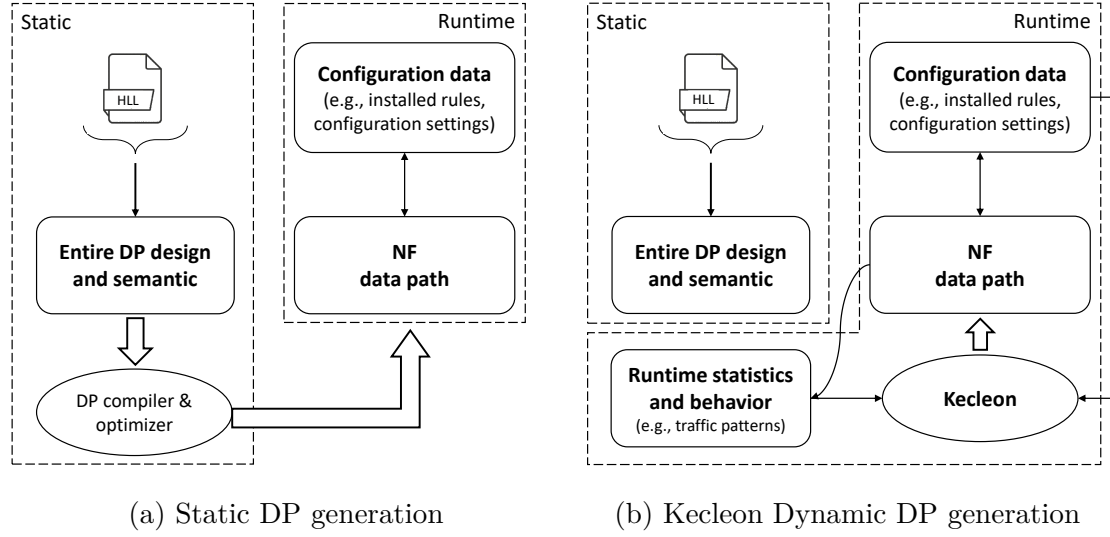 Static
Runtime
HLL
Configuration data
(e.g., installed rules,
configuration settings)
Entire DP design
and semantic
NF
data path
DP compiler &
optimizer
(a) Static DP generation
Static
Runtime
HLL
Configuration data
(e.g., installed rules,
configuration settings)
Entire DP design
and semantic
NF
data path
Runtime statistics
and behavior
(e.g., traffic patterns)
Kecleon
(b) Kecleon Dynamic DP generation